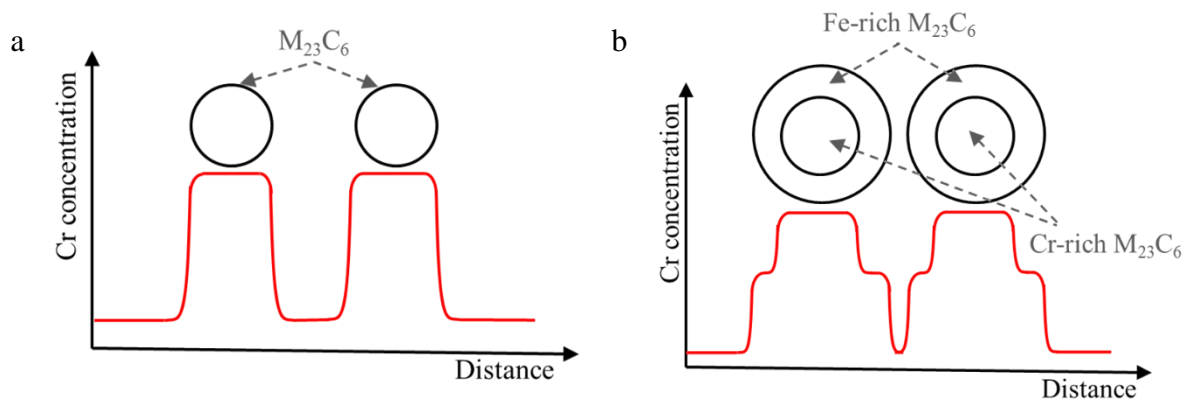 a
M₂₃C₆
Cr concentration
Distance
b
Fe-rich M₂₃C₆
Cr concentration
Cr-rich M₂₃C₆
Distance